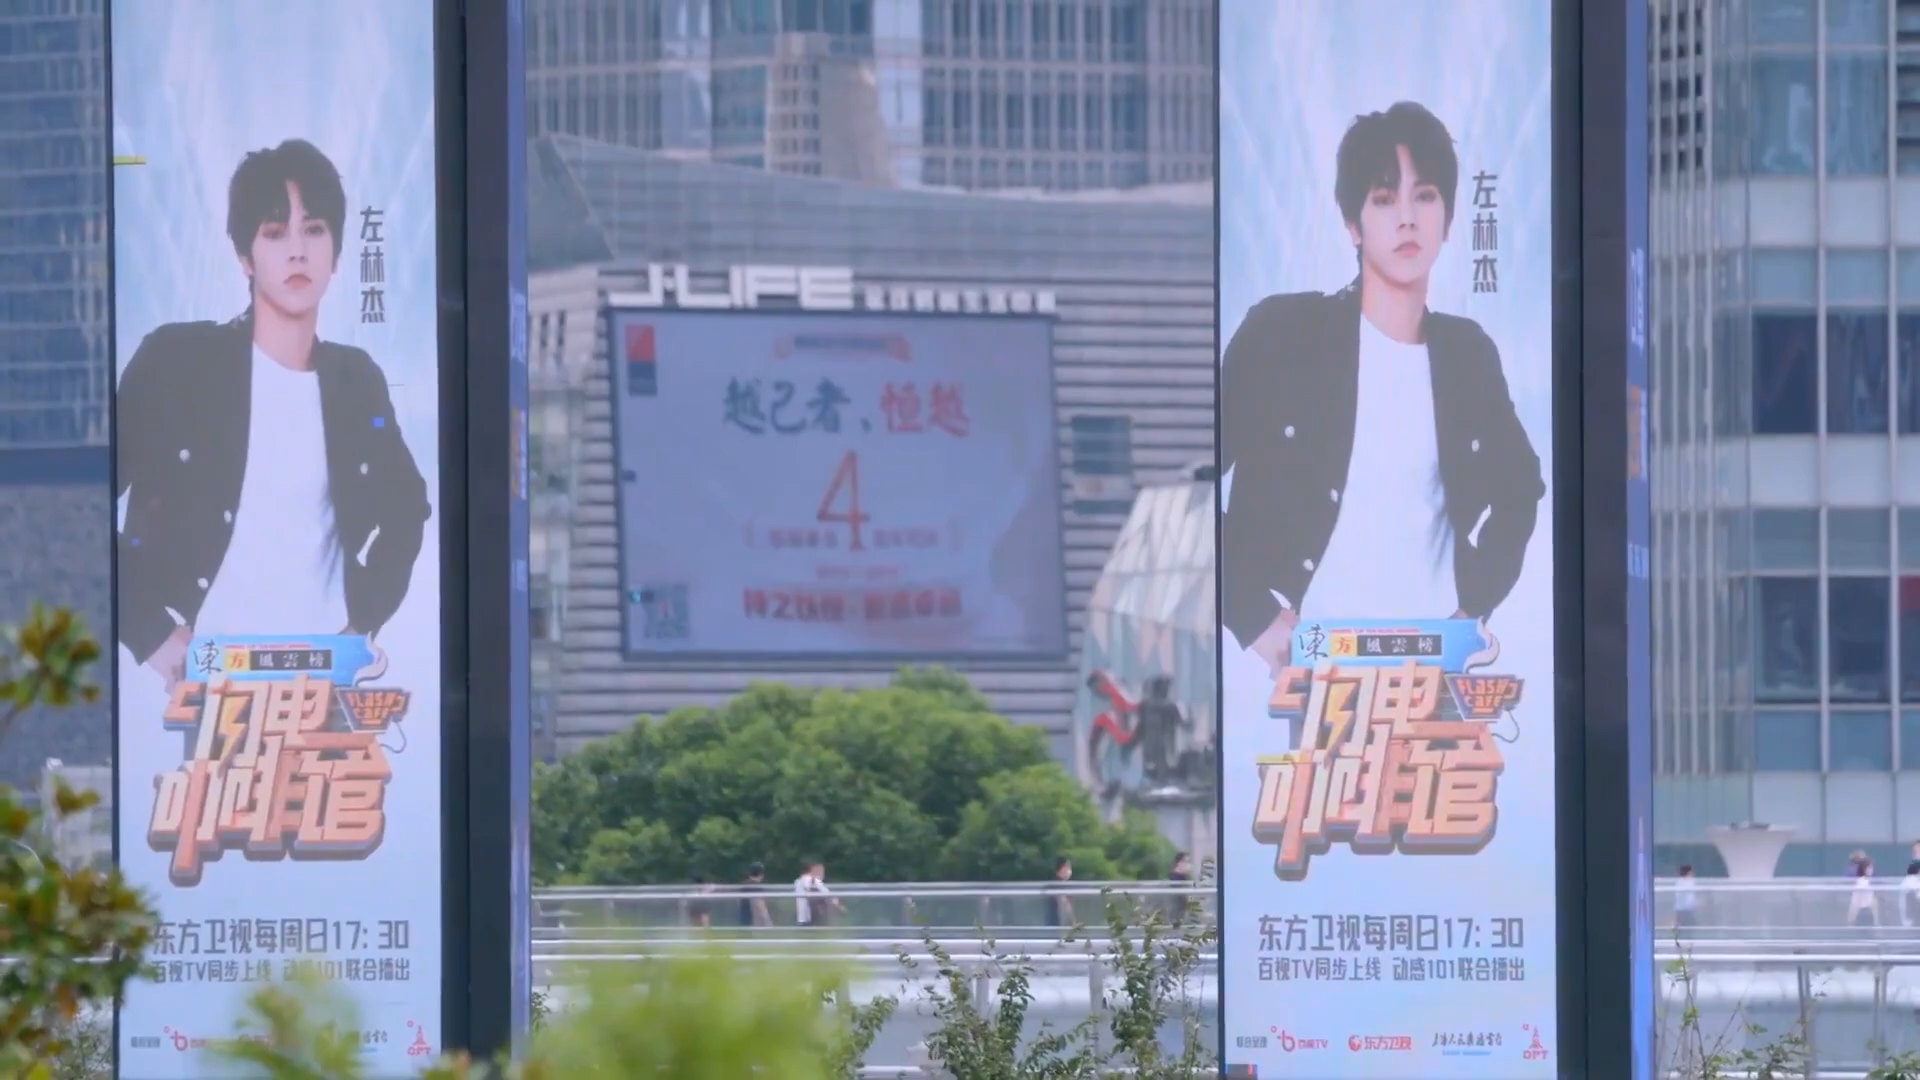 左林杰
東方風雲榜
闪电咖啡馆
FLASH CAFE
东方卫视每周日17:30
百视TV同步上线 动感101联合播出
J·LIFE
越己者、恒越
4
左林杰
東方風雲榜
闪电咖啡馆
FLASH CAFE
东方卫视每周日17:30
百视TV同步上线 动感101联合播出
百视TV
东方卫视
OPT